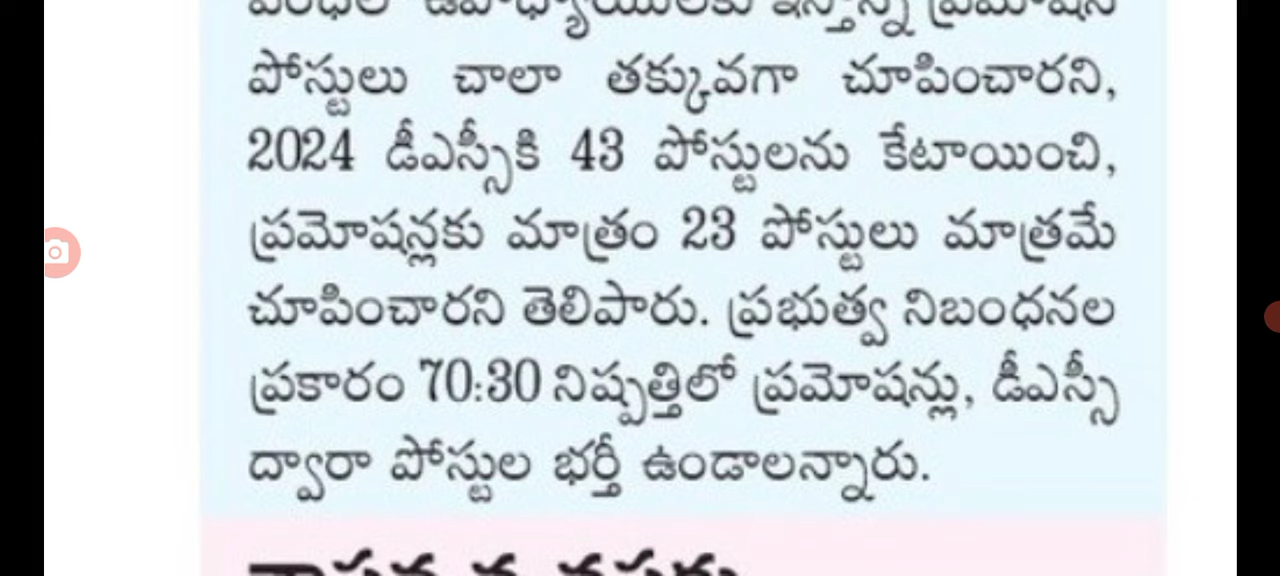 పోస్టులు చాలా తక్కువగా చూపించారని,
2024 డీఎస్సీకి 43 పోస్టులను కేటాయించి,
ప్రమోషన్లకు మాత్రం 23 పోస్టులు మాత్రమే
చూపించారని తెలిపారు. ప్రభుత్వ నిబంధనల
ప్రకారం 70:30 నిష్పత్తిలో ప్రమోషన్లు, డీఎస్సీ
ద్వారా పోస్టుల భర్తీ ఉండాలన్నారు.